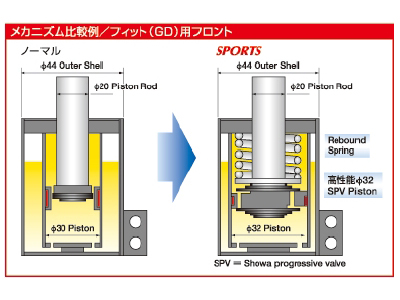 メカニズム比較例／フィット（GD）用フロント
ノーマル
SPORTS
φ44 Outer Shell
φ44 Outer Shell
φ20 Piston Rod
φ20 Piston Rod
Rebound
Spring
高性能φ32
SPV Piston
φ30 Piston
φ32 Piston
SPV = Showa progressive valve